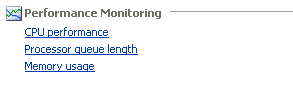 Performance Monitoring
CPU performance
Processor queue length
Memory usage